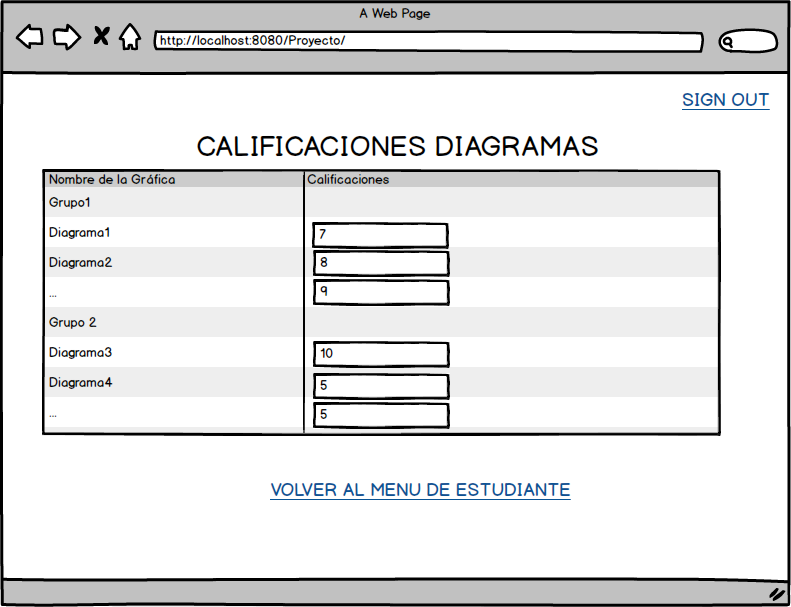 A Web Page
http://localhost:8080/Proyecto/
SIGN OUT
CALIFICACIONES DIAGRAMAS
Nombre de la Gráfica Calificaciones
Grupo1
Diagrama1 7
Diagrama2 8
... 9
Grupo 2
Diagrama3 10
Diagrama4 5
... 5
VOLVER AL MENU DE ESTUDIANTE